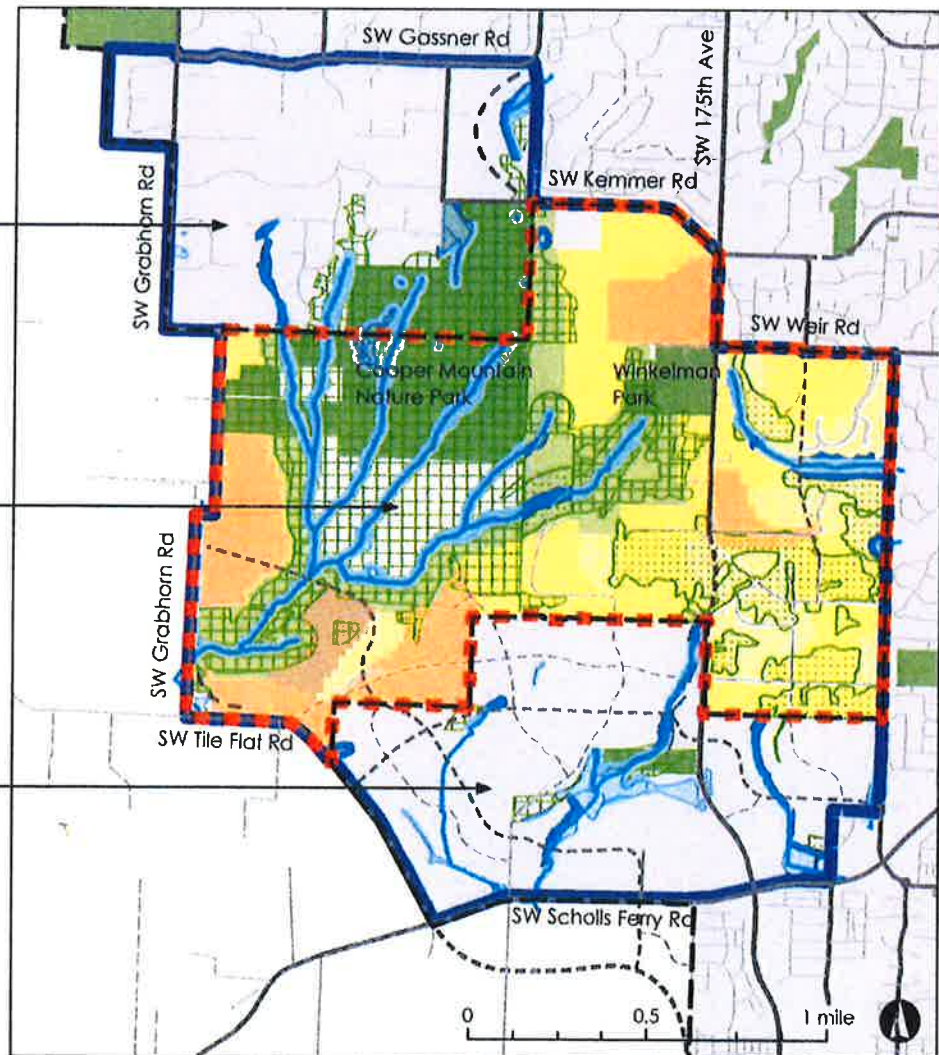 SW Gassner Rd
SW 175th Ave
SW Kemmer Rd
SW Grabhorn Rd
SW Weir Rd
Cooper Mountain
Nature Park
Winkelman
Park
SW Grabhorn Rd
SW Tile Flat Rd
SW Scholls Ferry Rd
0
0.5
1 mile